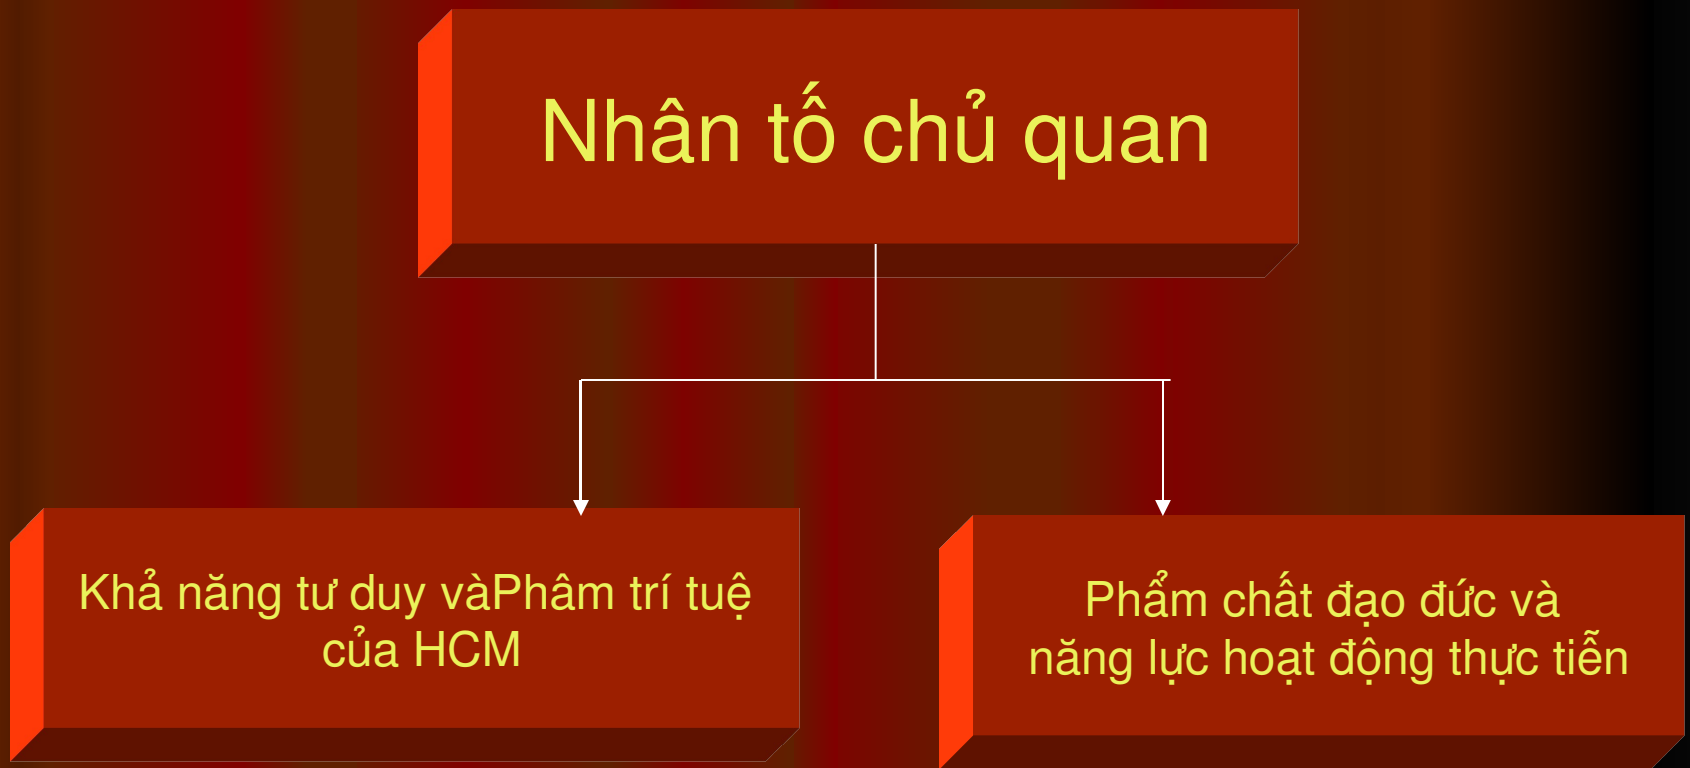 Nhân tố chủ quan
Khả năng tư duy vàPhâm trí tuệ
của HCM
Phẩm chất đạo đức và
năng lực hoạt động thực tiễn